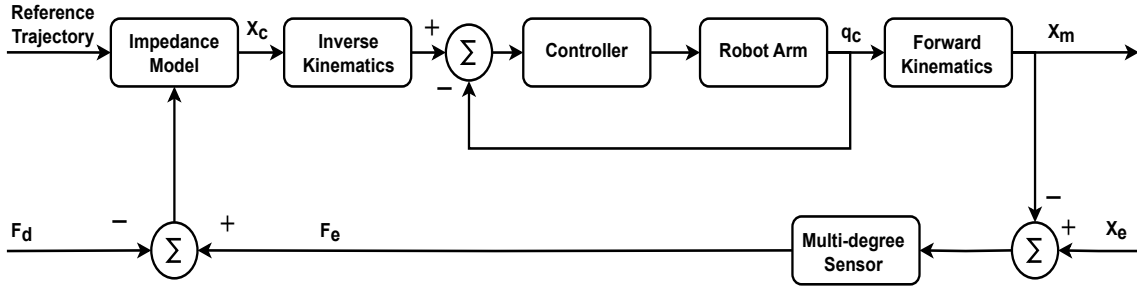 Reference
Trajectory
Impedance
Model
Xc
Inverse
Kinematics
+
Σ
−
Controller
Robot Arm
qc
Forward
Kinematics
Xm
Fd
−
Σ
+
Fe
Multi-degree
Sensor
Σ
−
+
Xe